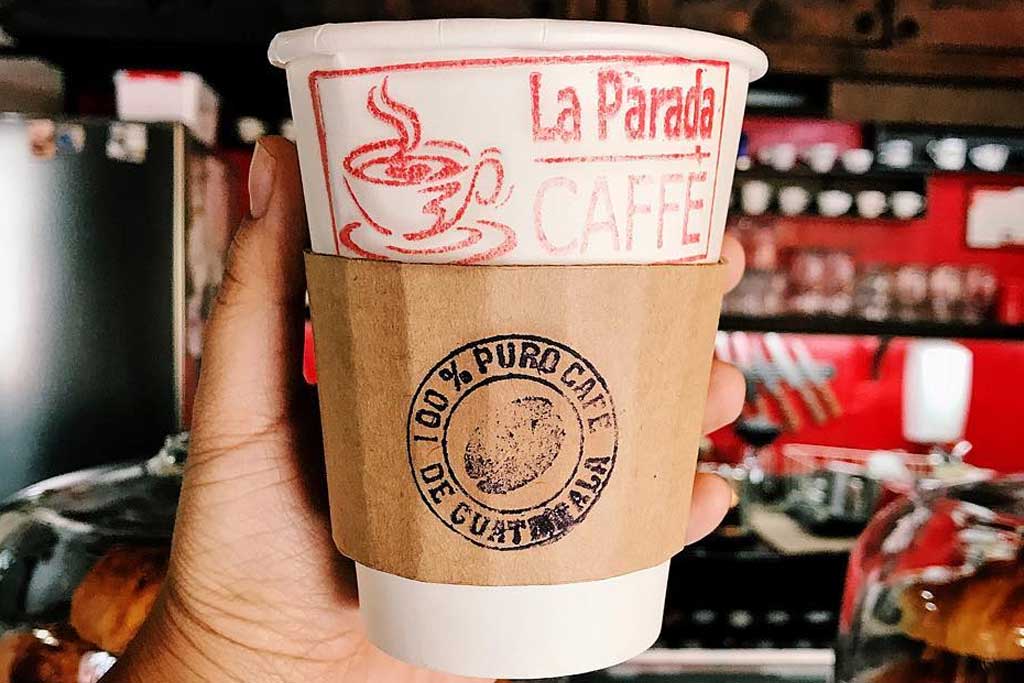 La Parada
CAFFÉ
100% PURO CAFE
DE GUATEMALA